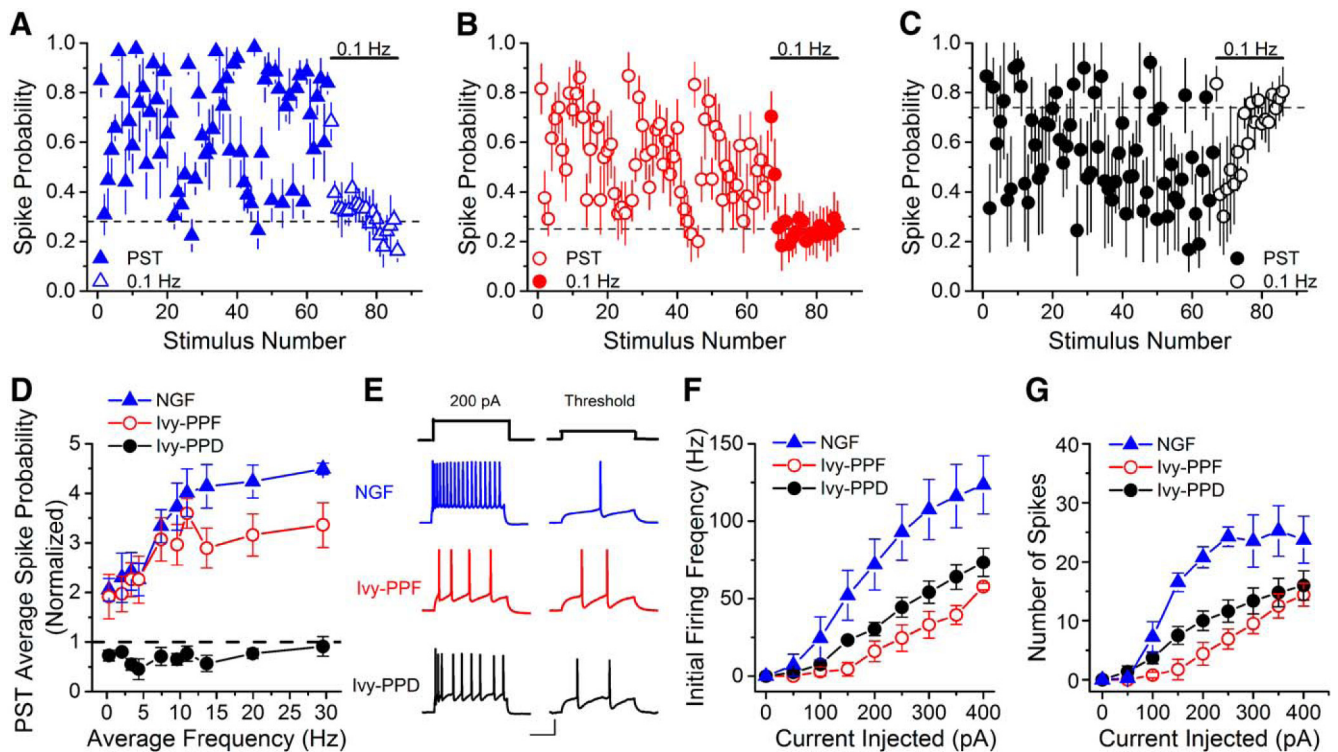 A
0.1 Hz
Spike Probability
1.0
0.8
0.6
0.4
0.2
0.0
PST
0.1 Hz
0 20 40 60 80
Stimulus Number
B
0.1 Hz
Spike Probability
1.0
0.8
0.6
0.4
0.2
0.0
PST
0.1 Hz
0 20 40 60 80
Stimulus Number
C
0.1 Hz
Spike Probability
1.0
0.8
0.6
0.4
0.2
0.0
PST
0.1 Hz
0 20 40 60 80
Stimulus Number
D
NGF
Ivy-PPF
Ivy-PPD
PST Average Spike Probability
(Normalized)
5
4
3
2
1
0
0 5 10 15 20 25 30
Average Frequency (Hz)
E
200 pA Threshold
NGF
Ivy-PPF
Ivy-PPD
F
NGF
Ivy-PPF
Ivy-PPD
Initial Firing Freqency (Hz)
150
125
100
75
50
25
0
0 100 200 300 400
Current Injected (pA)
G
NGF
Ivy-PPF
Ivy-PPD
Number of Spikes
40
30
20
10
0
0 100 200 300 400
Current Injected (pA)